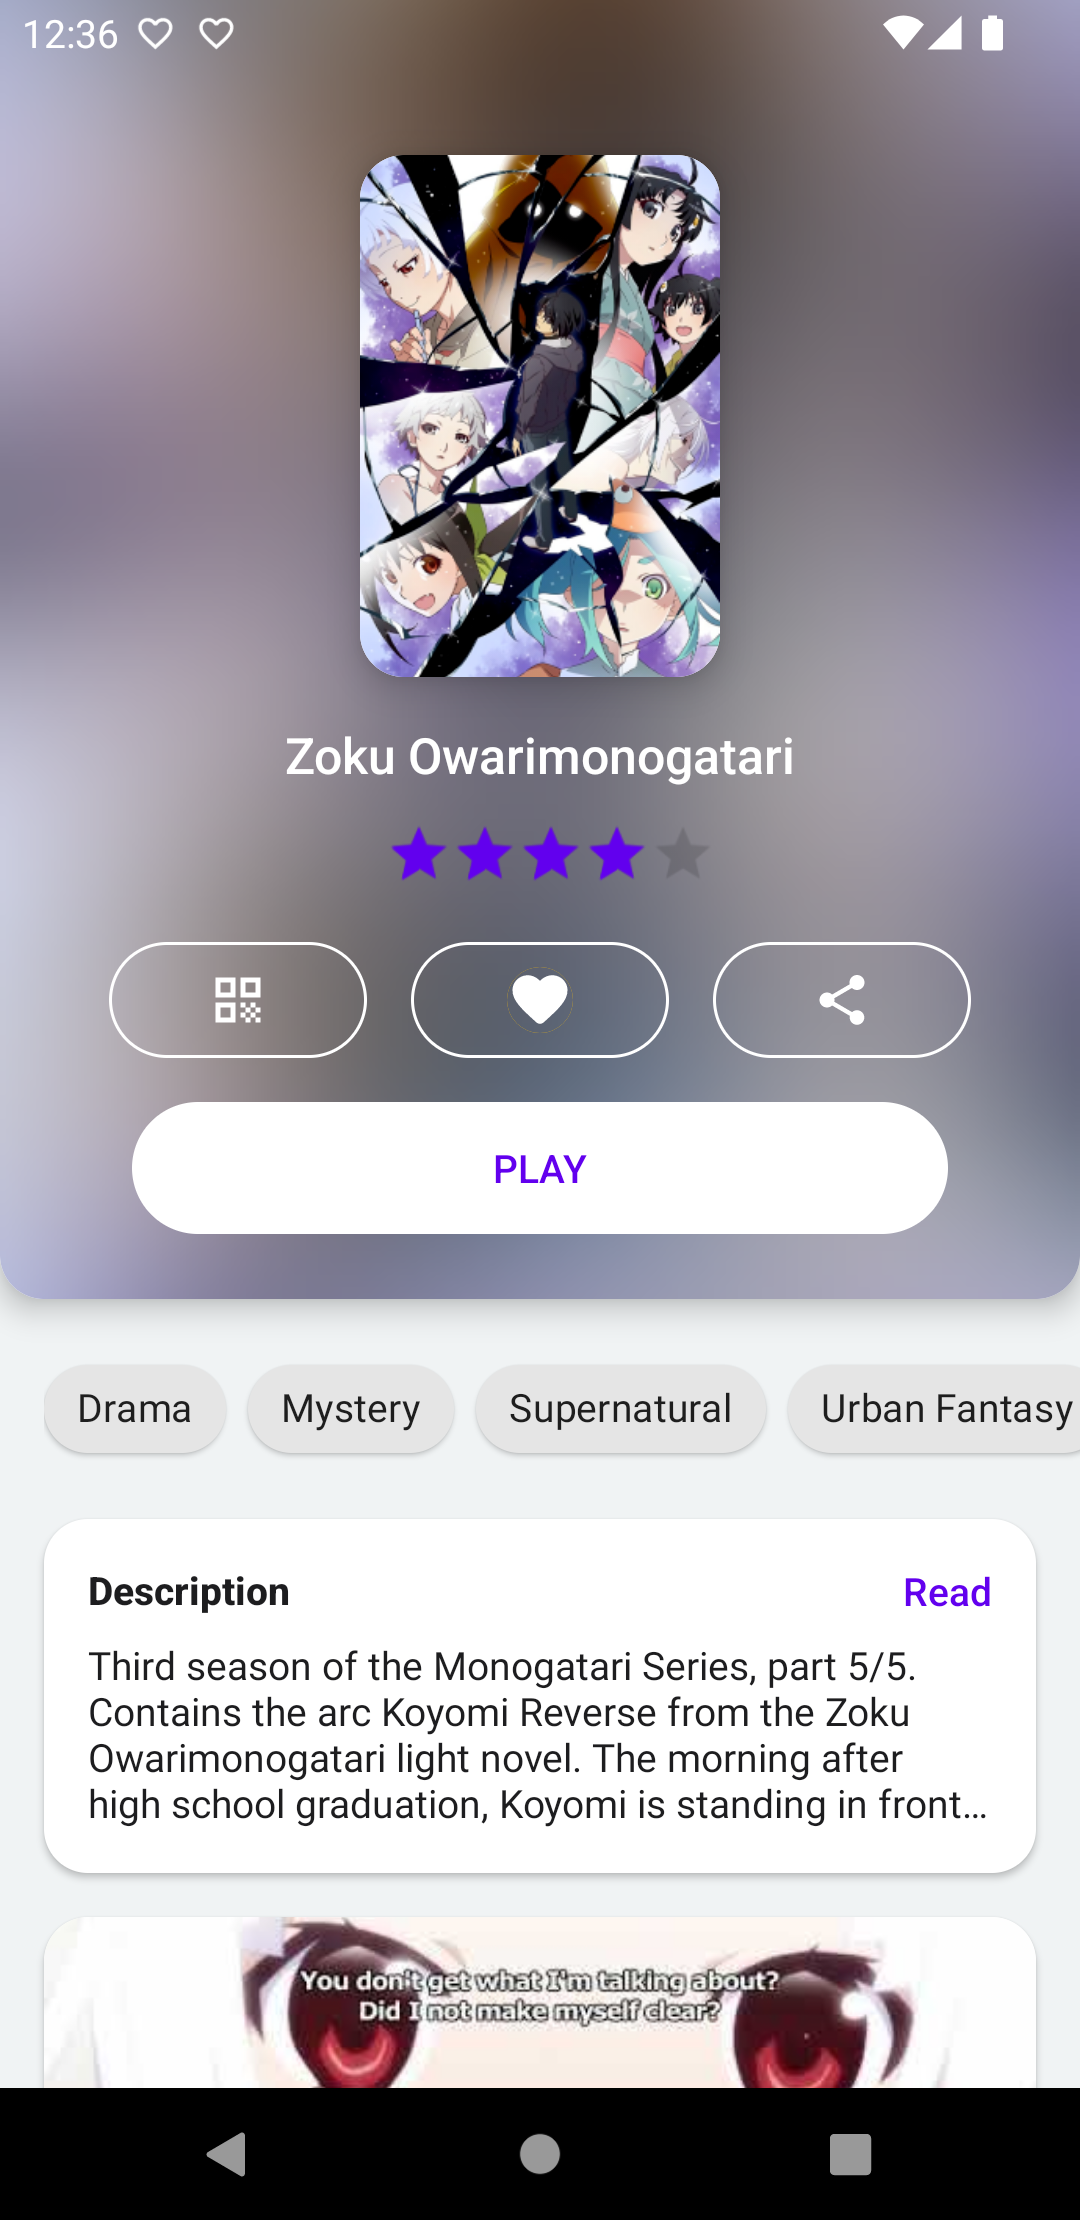 12:36
Zoku Owarimonogatari
PLAY
Drama
Mystery
Supernatural
Urban Fantasy
Description
Read
Third season of the Monogatari Series, part 5/5.
Contains the arc Koyomi Reverse from the Zoku
Owarimonogatari light novel. The morning after
high school graduation, Koyomi is standing in front…
You don't get what I'm talking about?
Did I not make myself clear?